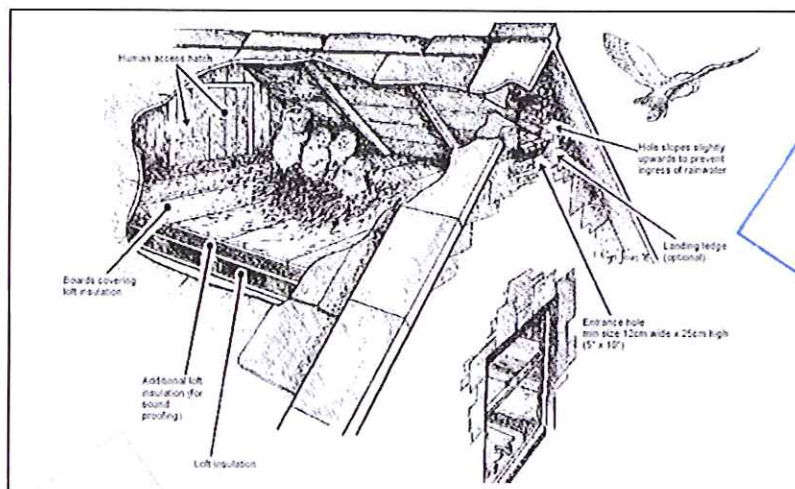 Human access hatch
Hole slopes slightly
upwards to prevent
ingress of rainwater
Landing ledge
(optional)
Boards covering
loft insulation
Entrance hole
min size 12cm wide x 25cm high
(5" x 10")
Additional loft
insulation (for
sound
proofing)
Loft insulation